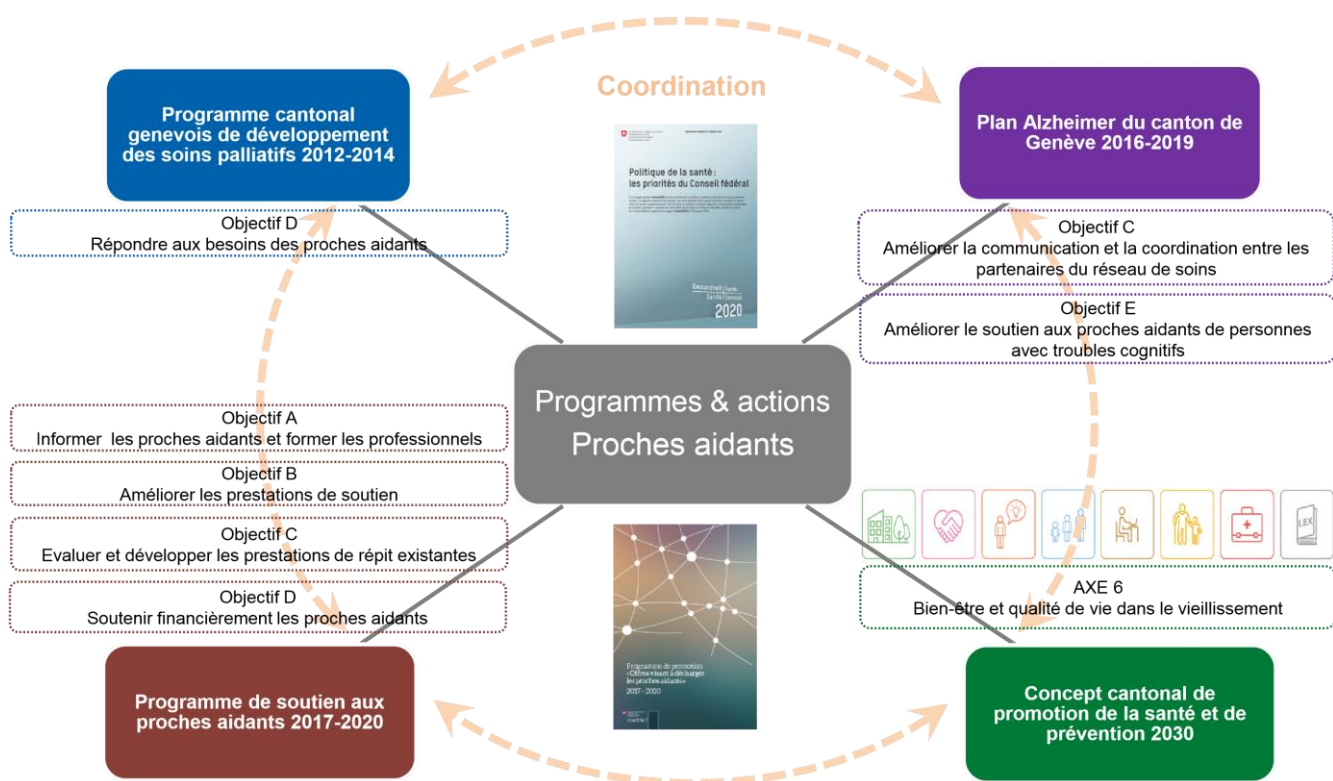 Coordination
Programme cantonal
genevois de développement
des soins palliatifs 2012-2014
Objectif D
Répondre aux besoins des proches aidants
Politique de la santé :
les priorités du Conseil fédéral
2020
Plan Alzheimer du canton de
Genève 2016-2019
Objectif C
Améliorer la communication et la coordination entre les
partenaires du réseau de soins
Objectif E
Améliorer le soutien aux proches aidants de personnes
avec troubles cognitifs
Programmes & actions
Proches aidants
Objectif A
Informer les proches aidants et former les professionnels
Objectif B
Améliorer les prestations de soutien
Objectif C
Evaluer et développer les prestations de répit existantes
Objectif D
Soutenir financièrement les proches aidants
Programme de soutien aux
proches aidants 2017-2020
Programme de promotion
« Offres visant à décharger
les proches aidants »
2017 - 2020
LEX
AXE 6
Bien-être et qualité de vie dans le vieillissement
Concept cantonal de
promotion de la santé et de
prévention 2030